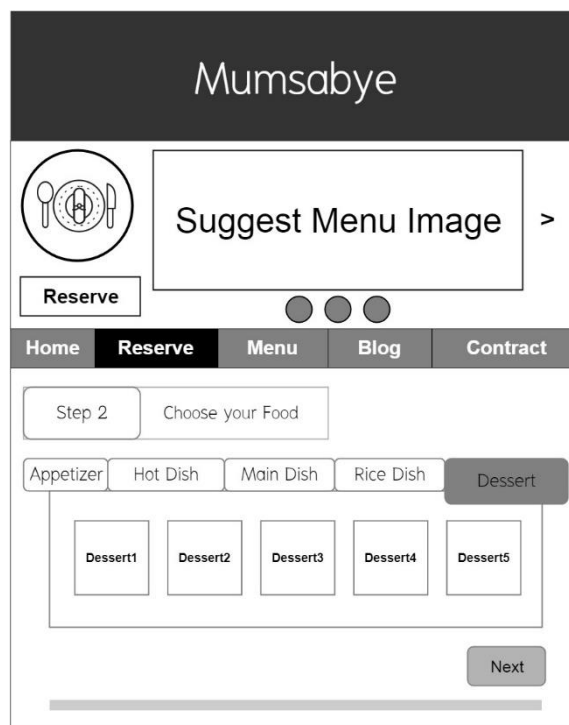 Mumsabye
Suggest Menu Image
>
Reserve
Home Reserve Menu Blog Contract
Step 2 Choose your Food
Appetizer Hot Dish Main Dish Rice Dish Dessert
Dessert1 Dessert2 Dessert3 Dessert4 Dessert5
Next